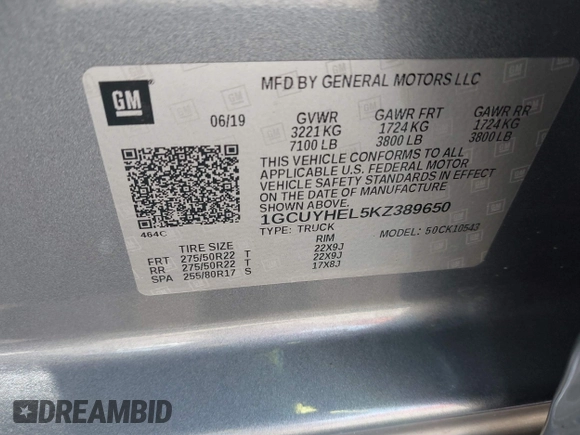 GM
MFD BY GENERAL MOTORS LLC
06/19 GVWR GAWR FRT GAWR RR
3221 KG 1724 KG 1724 KG
7100 LB 3800 LB 3800 LB
THIS VEHICLE CONFORMS TO ALL
APPLICABLE U.S. FEDERAL MOTOR
VEHICLE SAFETY STANDARDS IN EFFECT
ON THE DATE OF MANUFACTURE
SHOWN ABOVE.
1GCUYHEL5KZ389650
464C TYPE: TRUCK MODEL: 50CK10543
TIRE SIZE RIM
FRT 275/50R22 T 22X9J
RR 275/50R22 T 22X9J
SPA 255/80R17 S 17X8J
DREAMBID